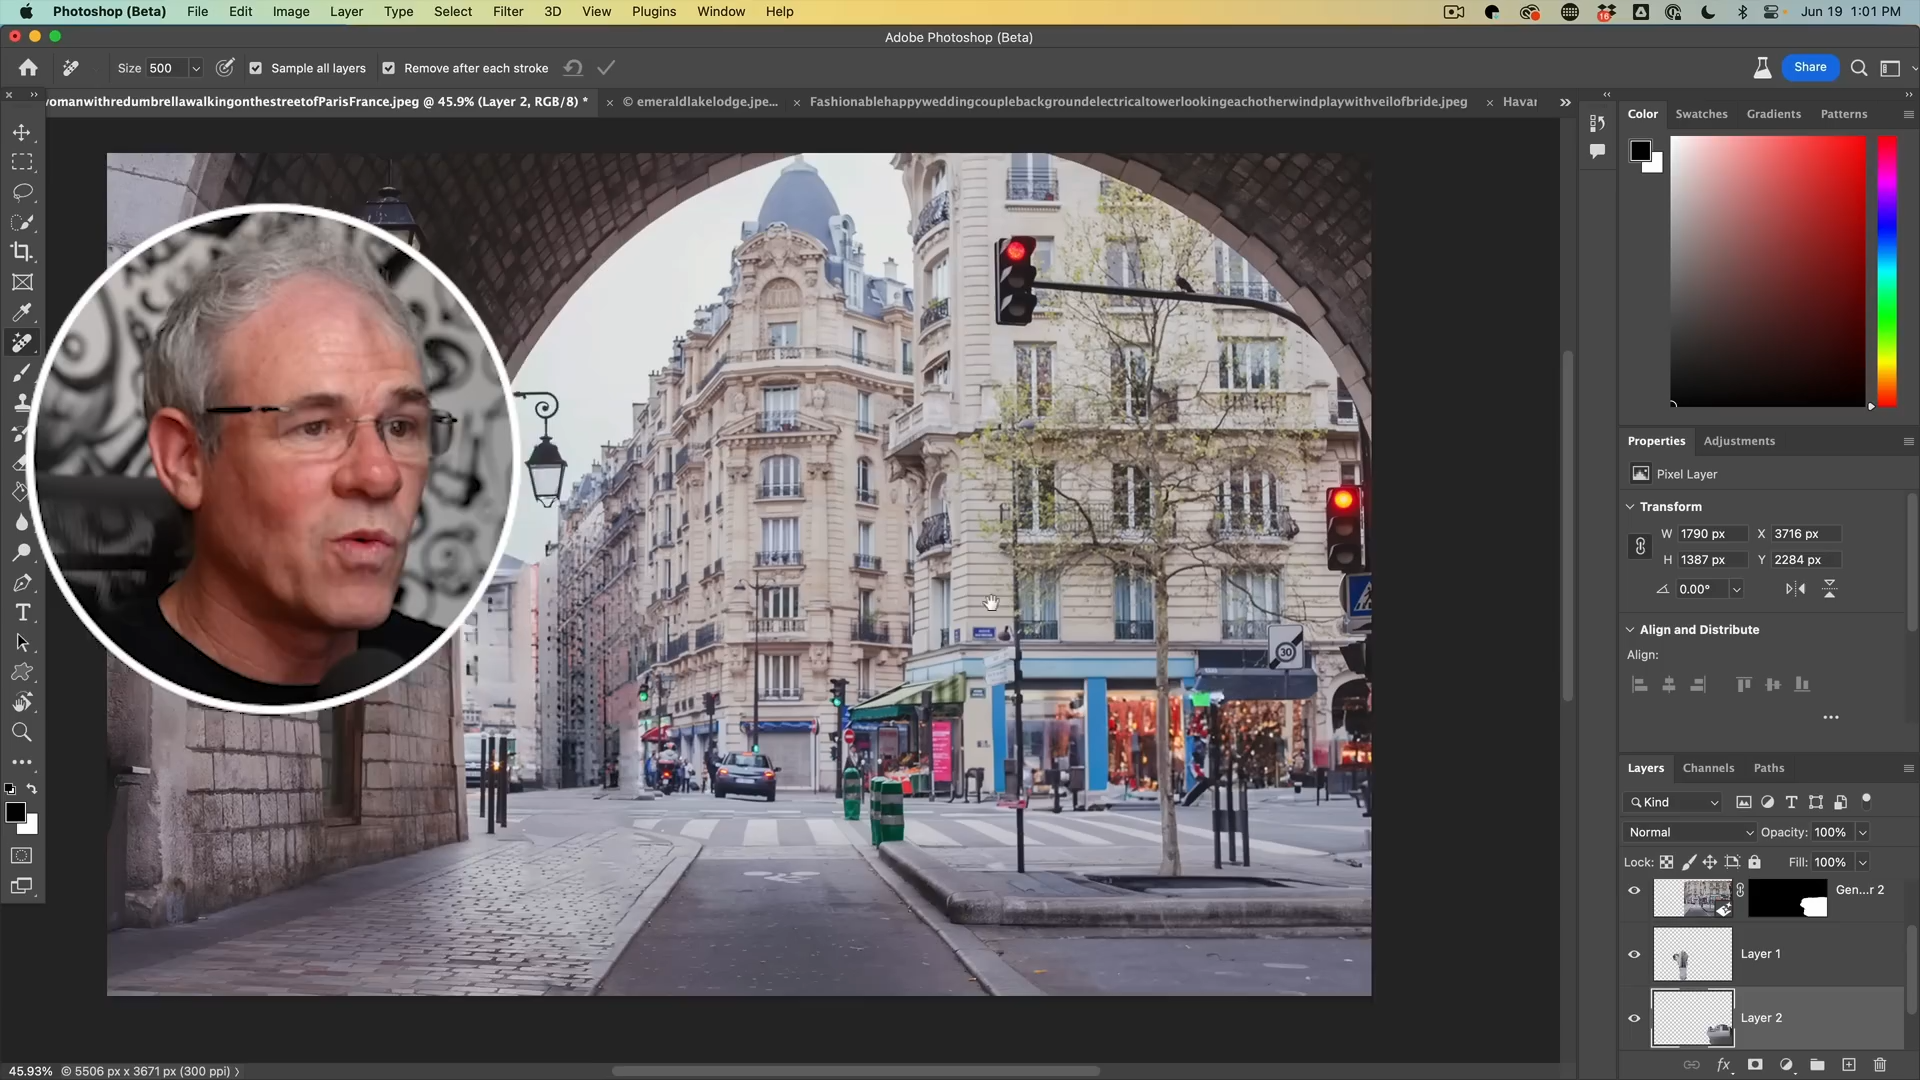 Photoshop (Beta) File Edit Image Layer Type Select Filter 3D View Plugins Window Help 16 Jun 19 1:01 PM
Adobe Photoshop (Beta)
Size 500 Sample all layers Remove after each stroke Share
womanwithredumbrellawalkingonthestreetofParisFrance.jpeg @ 45.9% (Layer 2, RGB/8) * © emeraldlakelodge.jpe... Fashionablehappyweddingcouplebackgroundelectricaltowerlookingeachotherwindplaywithveilofbride.jpeg Havar
Color Swatches Gradients Patterns
Properties Adjustments
Pixel Layer
Transform
W 1790 px X 3716 px
H 1387 px Y 2284 px
0.00°
Align and Distribute
Align:
30
Layers Channels Paths
Kind
Normal Opacity: 100%
Lock: Fill: 100%
Gen...r 2
Layer 1
Layer 2
45.93% © 5506 px x 3671 px (300 ppi)